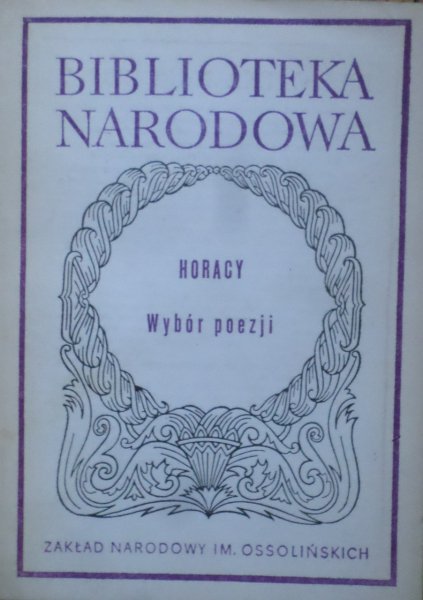 BIBLIOTEKA
NARODOWA
HORACY
Wybór poezji
ZAKŁAD NARODOWY IM. OSSOLIŃSKICH